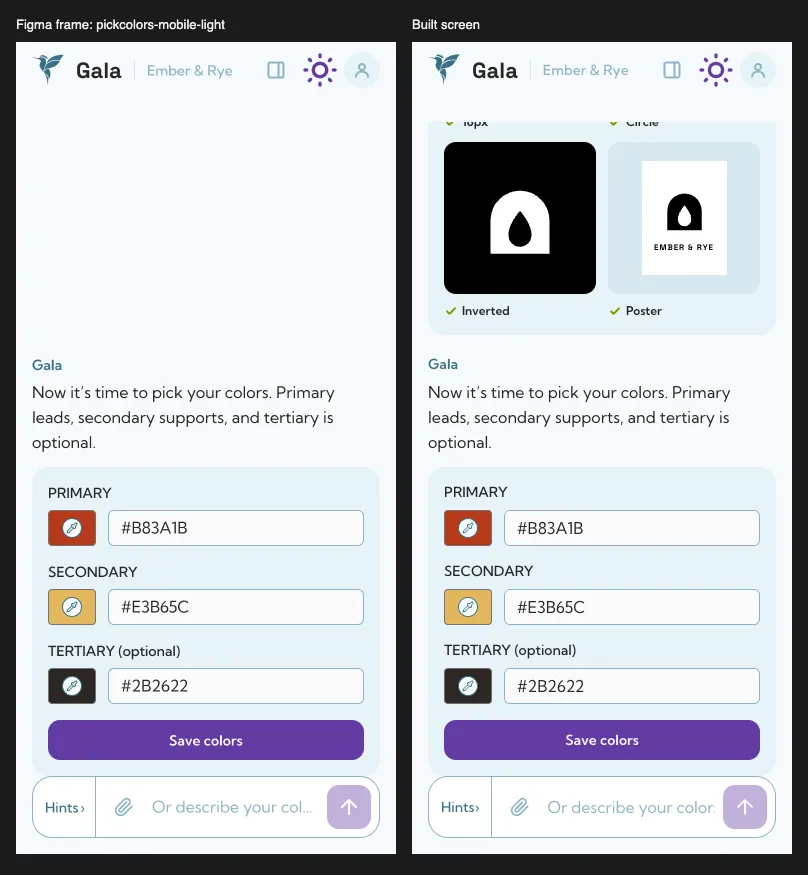 Figma frame: pickcolors-mobile-light
Gala
Ember & Rye
Gala
Now it’s time to pick your colors. Primary
leads, secondary supports, and tertiary is
optional.
PRIMARY
#B83A1B
SECONDARY
#E3B65C
TERTIARY (optional)
#2B2622
Save colors
Hints›
Or describe your col...
Built screen
Gala
Ember & Rye
16px
Circle
EMBER & RYE
Inverted
Poster
Gala
Now it’s time to pick your colors. Primary
leads, secondary supports, and tertiary is
optional.
PRIMARY
#B83A1B
SECONDARY
#E3B65C
TERTIARY (optional)
#2B2622
Save colors
Hints›
Or describe your color